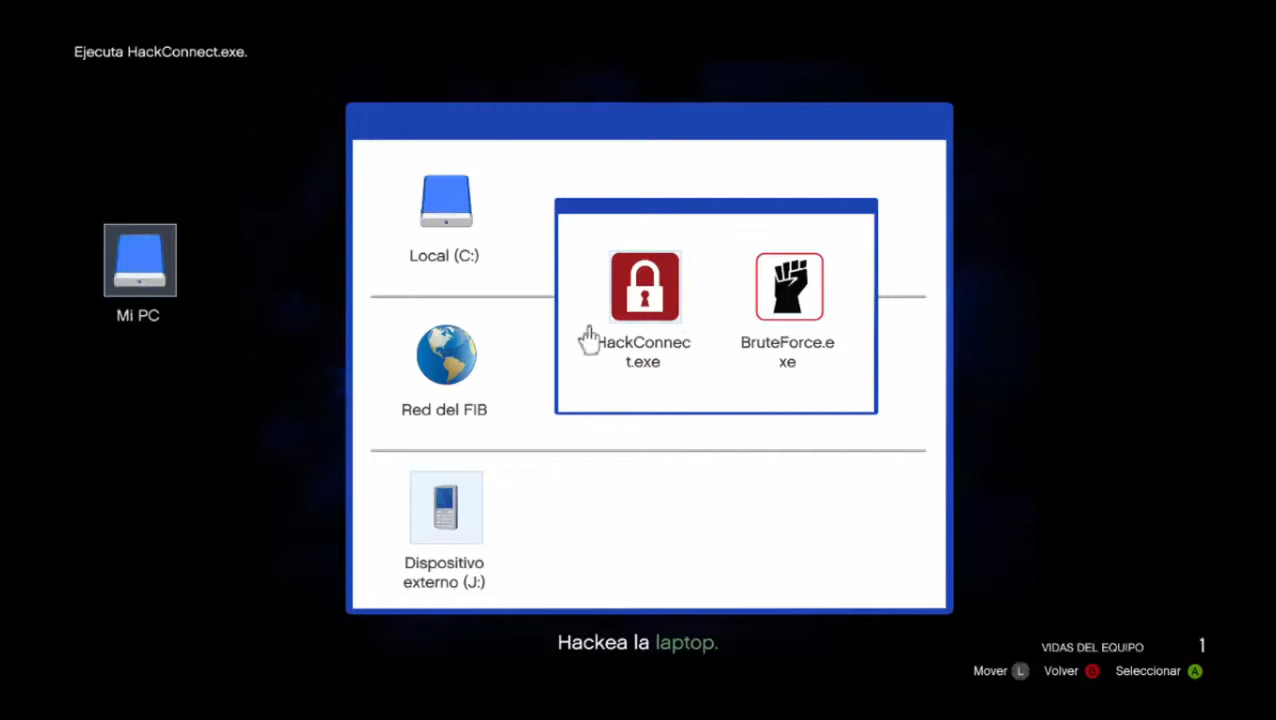 Ejecuta HackConnect.exe.
Local (C:)
HackConnec
t.exe
BruteForce.e
xe
Mi PC
Red del FIB
Dispositivo
externo (J:)
Hackea la laptop.
VIDAS DEL EQUIPO 1
Mover L Volver B Seleccionar A